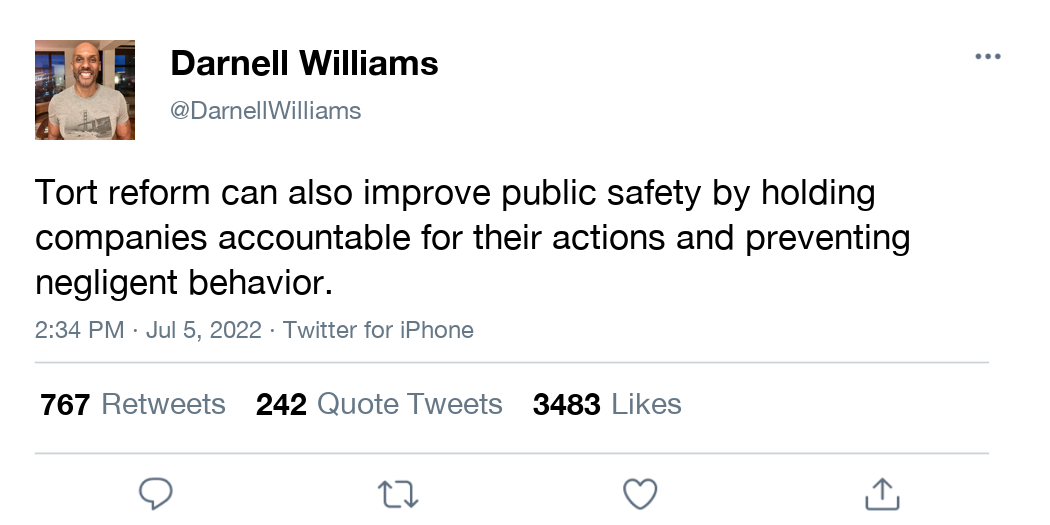 Darnell Williams
@DarnellWilliams
Tort reform can also improve public safety by holding
companies accountable for their actions and preventing
negligent behavior.
2:34 PM · Jul 5, 2022 · Twitter for iPhone
767 Retweets 242 Quote Tweets 3483 Likes